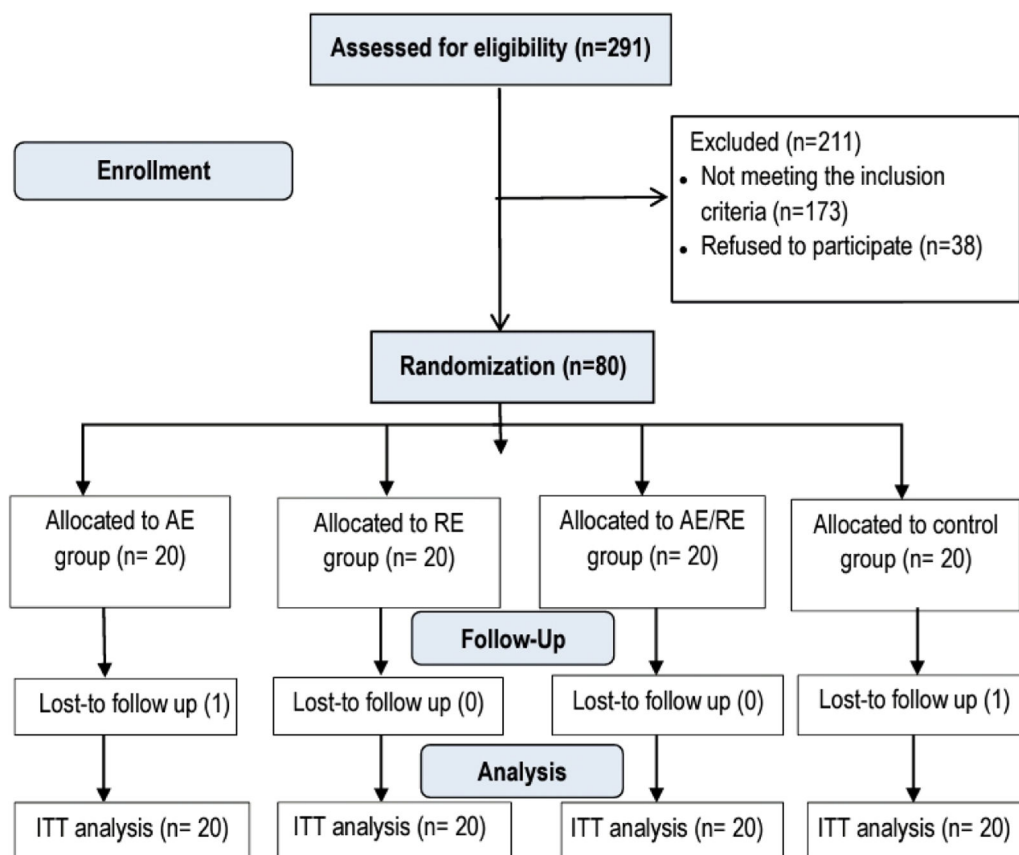 Assessed for eligibility (n=291)
Enrollment
Excluded (n=211)
• Not meeting the inclusion
criteria (n=173)
• Refused to participate (n=38)
Randomization (n=80)
Allocated to AE
group (n= 20)
Allocated to RE
group (n= 20)
Allocated to AE/RE
group (n= 20)
Allocated to control
group (n= 20)
Follow-Up
Lost-to follow up (1)
Lost-to follow up (0)
Lost-to follow up (0)
Lost-to follow up (1)
Analysis
ITT analysis (n= 20)
ITT analysis (n= 20)
ITT analysis (n= 20)
ITT analysis (n= 20)